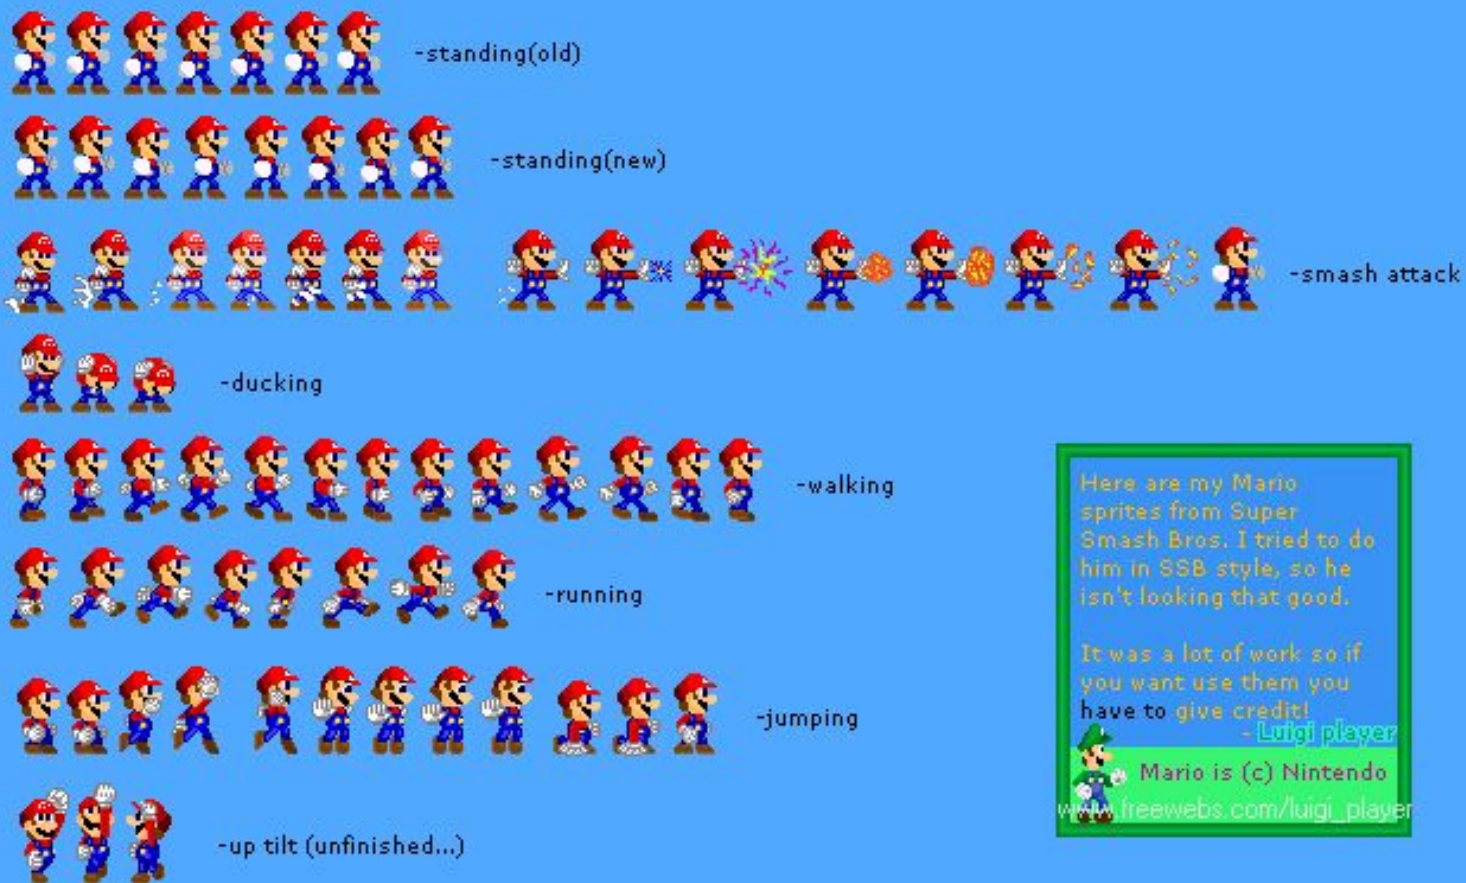 -standing(old)
-standing(new)
-smash attack
-ducking
-walking
Here are my Mario
sprites from Super
Smash Bros. I tried to do
him in SSB style, so he
isn't looking that good.
It was a lot of work so if
you want use them you
have to give credit!
- Luigi player
Mario is (c) Nintendo
www.freewebs.com/luigi_player
-running
-jumping
-up tilt (unfinished...)